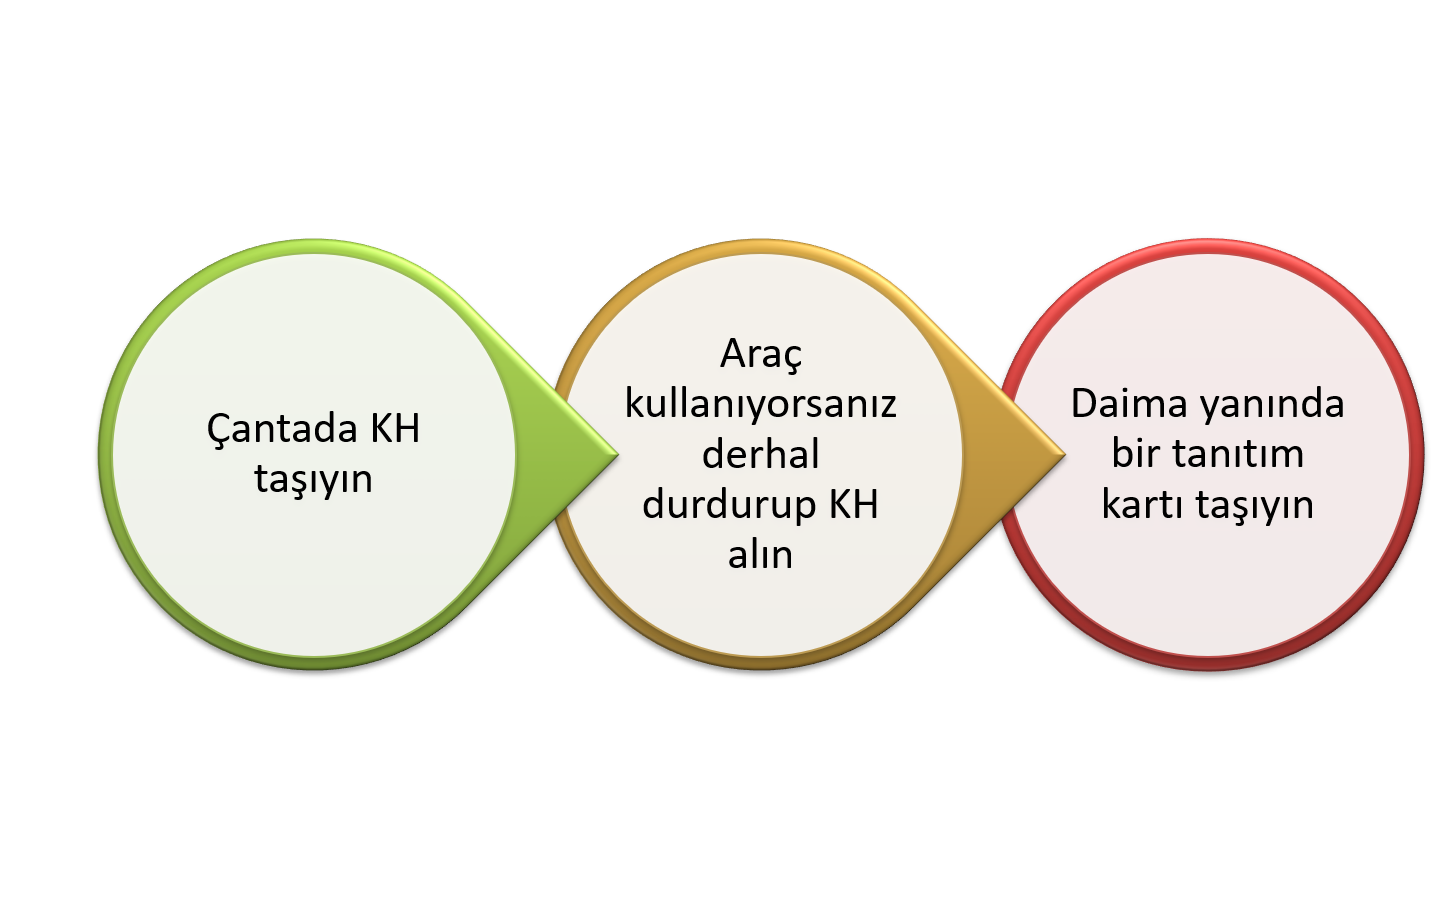 Çantada KH
taşıyın
Araç
kullanıyorsanız
derhal
durdurup KH
alın
Daima yanında
bir tanıtım
kartı taşıyın